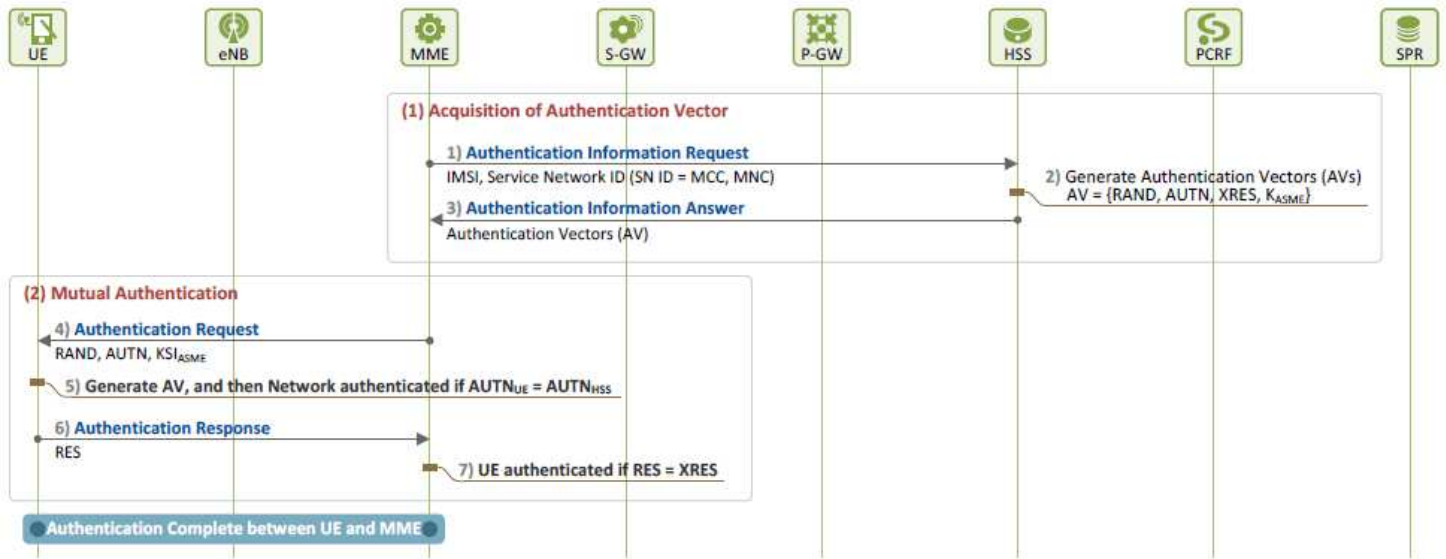 UE
eNB
MME
S-GW
P-GW
HSS
PCRF
SPR
(1) Acquisition of Authentication Vector
1) Authentication Information Request
IMSI, Service Network ID (SN ID = MCC, MNC)
2) Generate Authentication Vectors (AVs)
AV = {RAND, AUTN, XRES, KASME}
3) Authentication Information Answer
Authentication Vectors (AV)
(2) Mutual Authentication
4) Authentication Request
RAND, AUTN, KSIASME
5) Generate AV, and then Network authenticated if AUTNUE = AUTNHSS
6) Authentication Response
RES
7) UE authenticated if RES = XRES
Authentication Complete between UE and MME